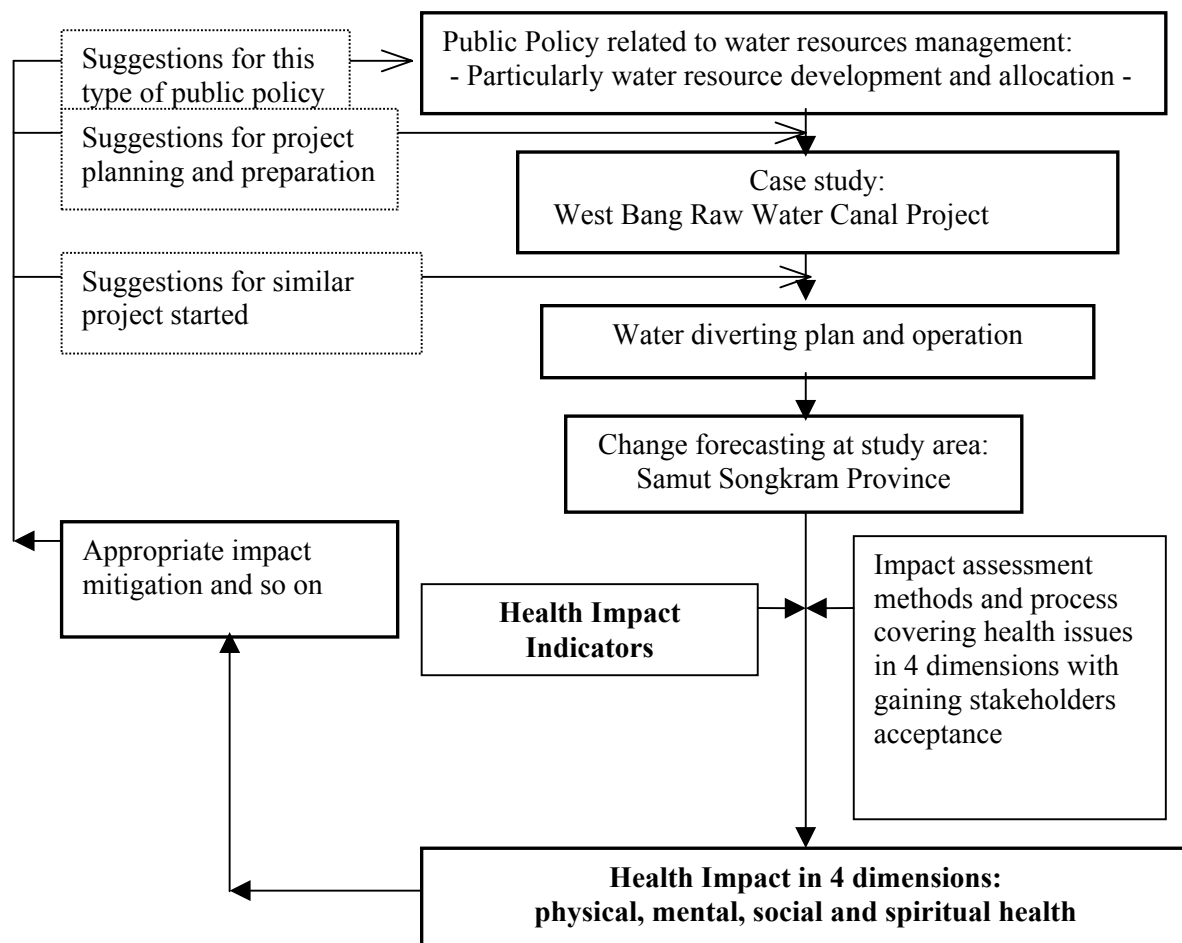 Suggestions for this
type of public policy
Public Policy related to water resources management:
- Particularly water resource development and allocation -
Suggestions for project
planning and preparation
Case study:
West Bang Raw Water Canal Project
Suggestions for similar
project started
Water diverting plan and operation
Change forecasting at study area:
Samut Songkram Province
Appropriate impact
mitigation and so on
Health Impact
Indicators
Impact assessment
methods and process
covering health issues
in 4 dimensions with
gaining stakeholders
acceptance
Health Impact in 4 dimensions:
physical, mental, social and spiritual health